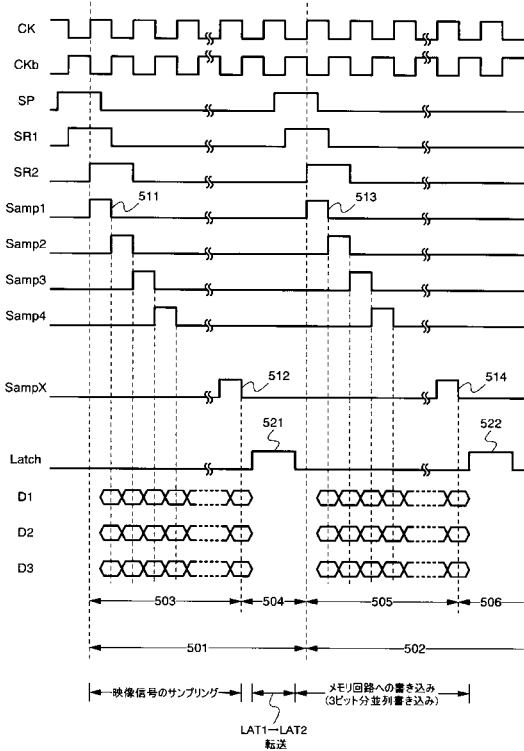 CK
CKb
SP
SR1
SR2
Samp1
511
513
Samp2
Samp3
Samp4
SampX
512
514
Latch
521
522
D1
D2
D3
503
504
505
506
501
502
映像信号のサンプリング
メモリ回路への書き込み
(3ビット分並列書き込み)
LAT1→LAT2
転送